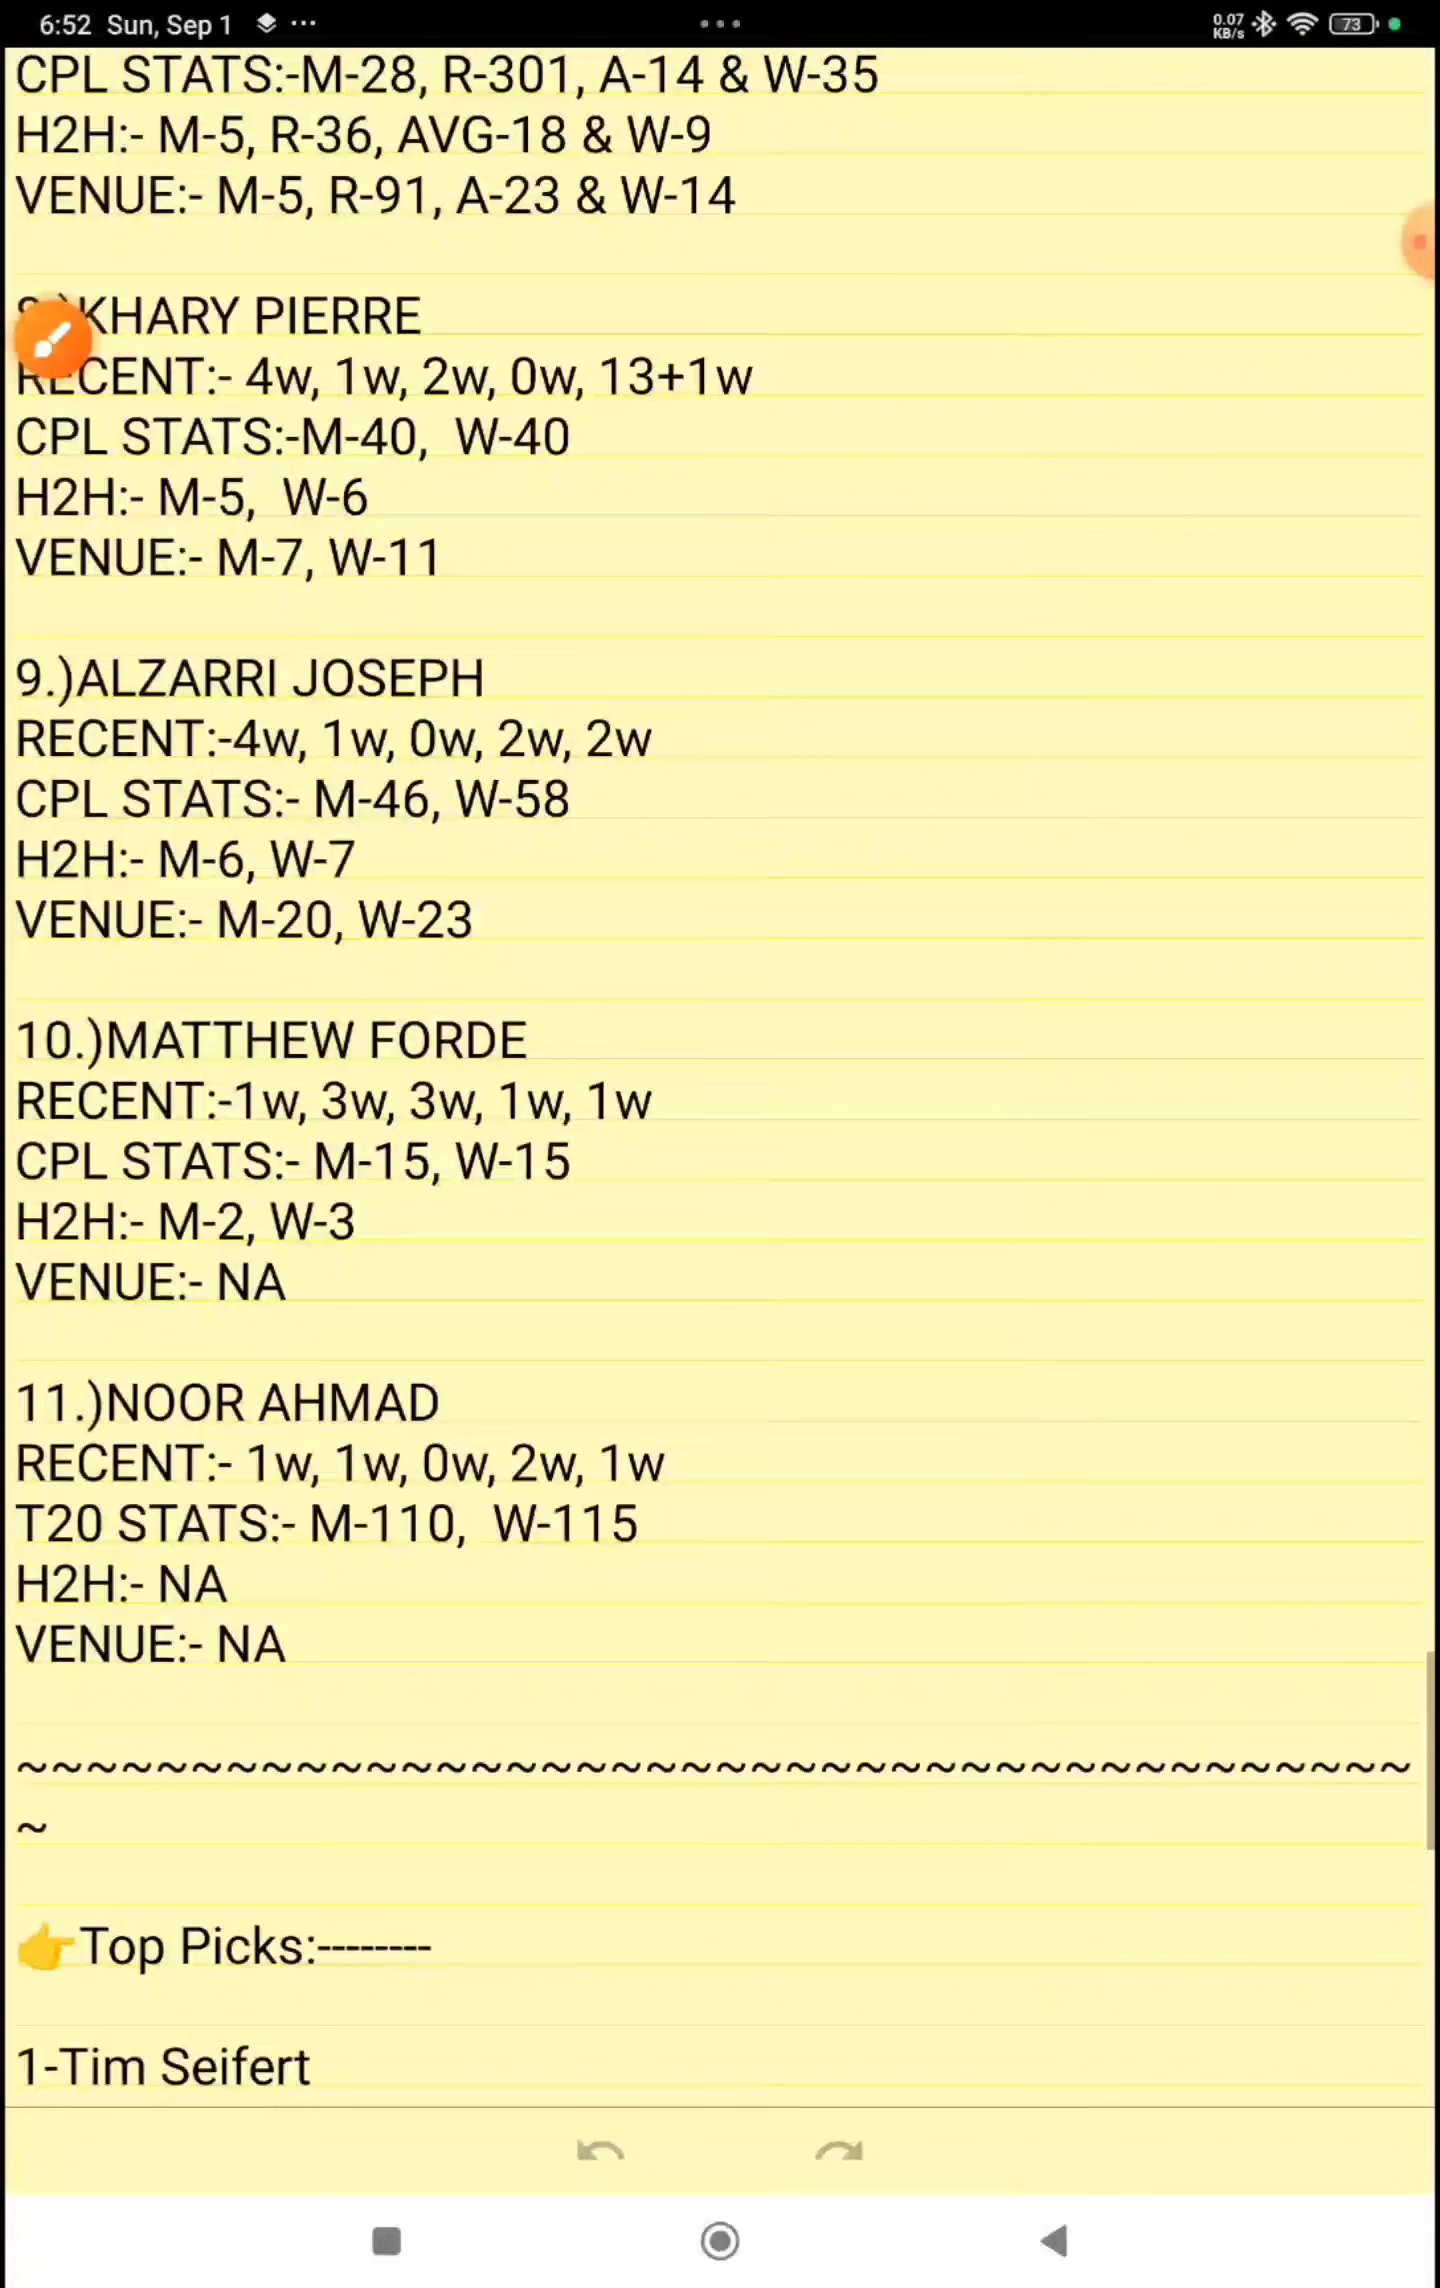 6:52 Sun, Sep 1
0.07 KB/s
73
CPL STATS:-M-28, R-301, A-14 & W-35
H2H:- M-5, R-36, AVG-18 & W-9
VENUE:- M-5, R-91, A-23 & W-14
KHARY PIERRE
RECENT:- 4w, 1w, 2w, 0w, 13+1w
CPL STATS:-M-40,  W-40
H2H:- M-5,  W-6
VENUE:- M-7, W-11
9.)ALZARRI JOSEPH
RECENT:-4w, 1w, 0w, 2w, 2w
CPL STATS:- M-46, W-58
H2H:- M-6, W-7
VENUE:- M-20, W-23
10.)MATTHEW FORDE
RECENT:-1w, 3w, 3w, 1w, 1w
CPL STATS:- M-15, W-15
H2H:- M-2, W-3
VENUE:- NA
11.)NOOR AHMAD
RECENT:- 1w, 1w, 0w, 2w, 1w
T20 STATS:- M-110,  W-115
H2H:- NA
VENUE:- NA
~~~~~~~~~~~~~~~~~~~~~~~~~~~~~~~~~~~~~~~~
~
👉Top Picks:--------
1-Tim Seifert